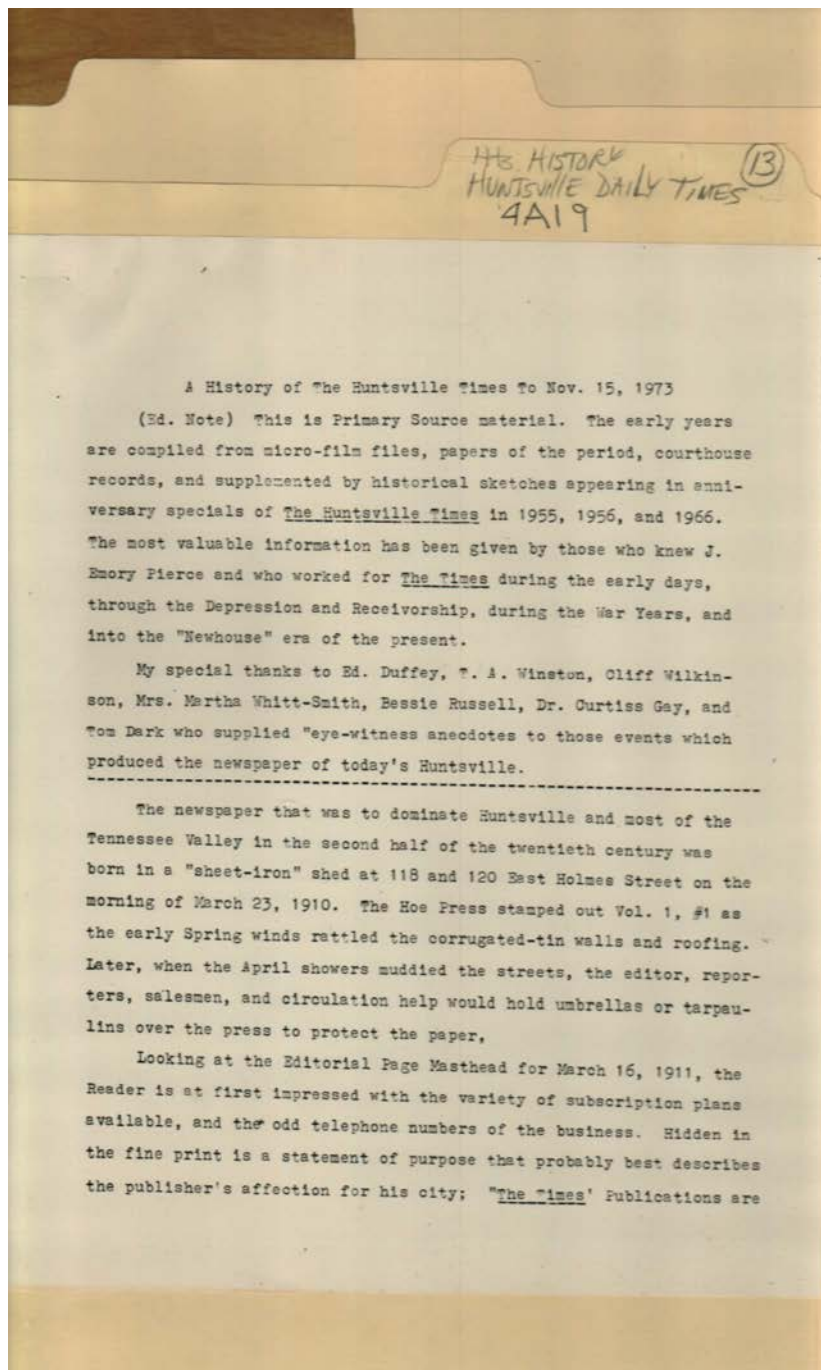 HHs HISTORY
HUNTSVILLE DAILY TIMES
13
4A19
A History of The Huntsville Times To Nov. 15, 1973
(Ed. Note) This is Primary Source material. The early years
are compiled from micro-film files, papers of the period, courthouse
records, and supplemented by historical sketches appearing in anni-
versary specials of The Huntsville Times in 1955, 1956, and 1966.
The most valuable information has been given by those who knew J.
Emory Pierce and who worked for The Times during the early days,
through the Depression and Receivorship, during the War Years, and
into the "Newhouse" era of the present.
My special thanks to Ed. Duffey, T. A. Winston, Cliff Wilkin-
son, Mrs. Martha Whitt-Smith, Bessie Russell, Dr. Curtiss Gay, and
Tom Dark who supplied "eye-witness anecdotes to those events which
produced the newspaper of today's Huntsville.
The newspaper that was to dominate Huntsville and most of the
Tennessee Valley in the second half of the twentieth century was
born in a "sheet-iron" shed at 118 and 120 East Holmes Street on the
morning of March 23, 1910. The Hoe Press stamped out Vol. 1, #1 as
the early Spring winds rattled the corrugated-tin walls and roofing.
Later, when the April showers muddied the streets, the editor, repor-
ters, salesmen, and circulation help would hold umbrellas or tarpau-
lins over the press to protect the paper,
Looking at the Editorial Page Masthead for March 16, 1911, the
Reader is at first impressed with the variety of subscription plans
available, and the odd telephone numbers of the business. Hidden in
the fine print is a statement of purpose that probably best describes
the publisher's affection for his city; "The Times' Publications are